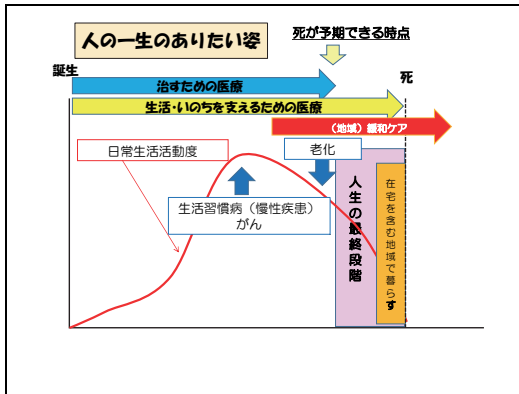 人の一生のありたい姿
死が予期できる時点
誕生
死
治すための医療
生活・いのちを支えるための医療
（地域）緩和ケア
日常生活活動度
老化
生活習慣病（慢性疾患）
がん
人生の最終段階
在宅を含む地域で暮らす